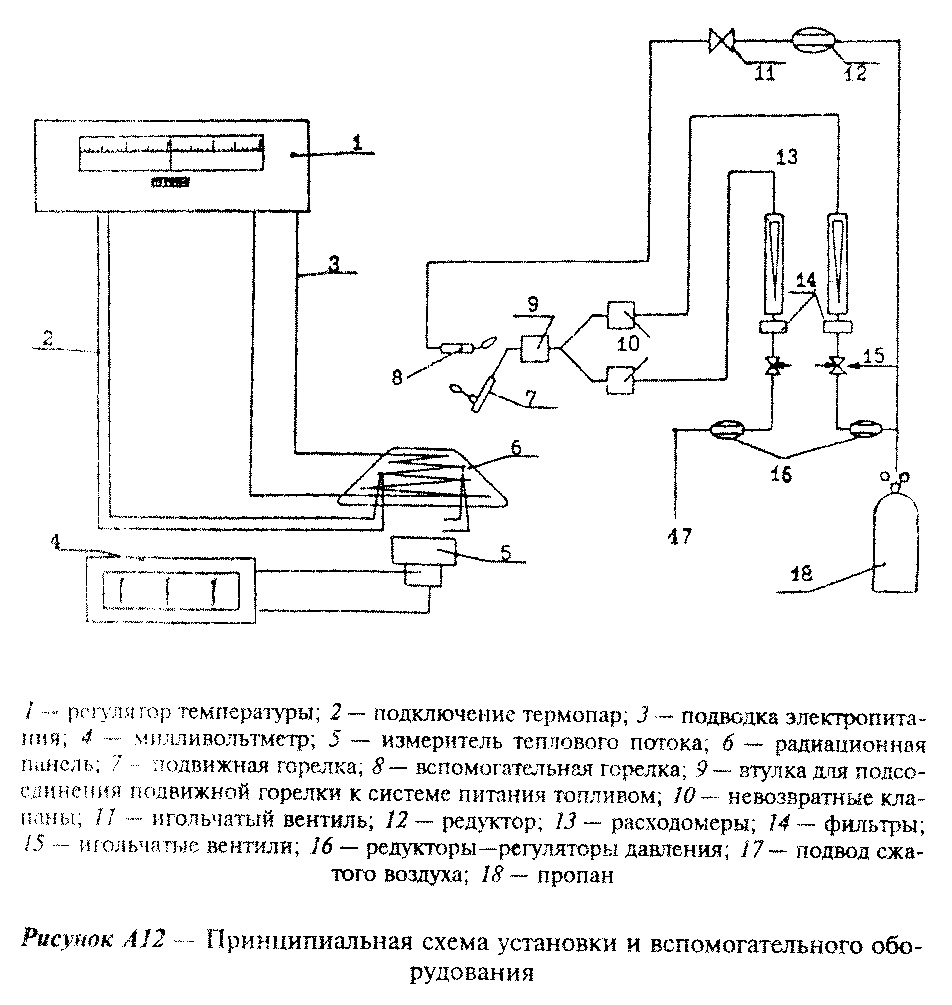 11
12
1
13
3
9
14
2
10
15
8
7
6
16
17
4
5
18
1 — регулятор температуры; 2 — подключение термопар; 3 — подводка электропита-
ния; 4 — милливольтметр; 5 — измеритель теплового потока; 6 — радиационная
панель; 7 — подвижная горелка; 8 — вспомогательная горелка; 9 — втулка для подсо-
единения подвижной горелки к системе питания топливом; 10 — невозвратные кла-
паны; 11 — игольчатый вентиль; 12 — редуктор; 13 — расходомеры; 14 — фильтры;
15 — игольчатые вентили; 16 — редукторы—регуляторы давления; 17 — подвод сжа-
того воздуха; 18 — пропан
Рисунок А12 — Принципиальная схема установки и вспомогательного обо-
рудования